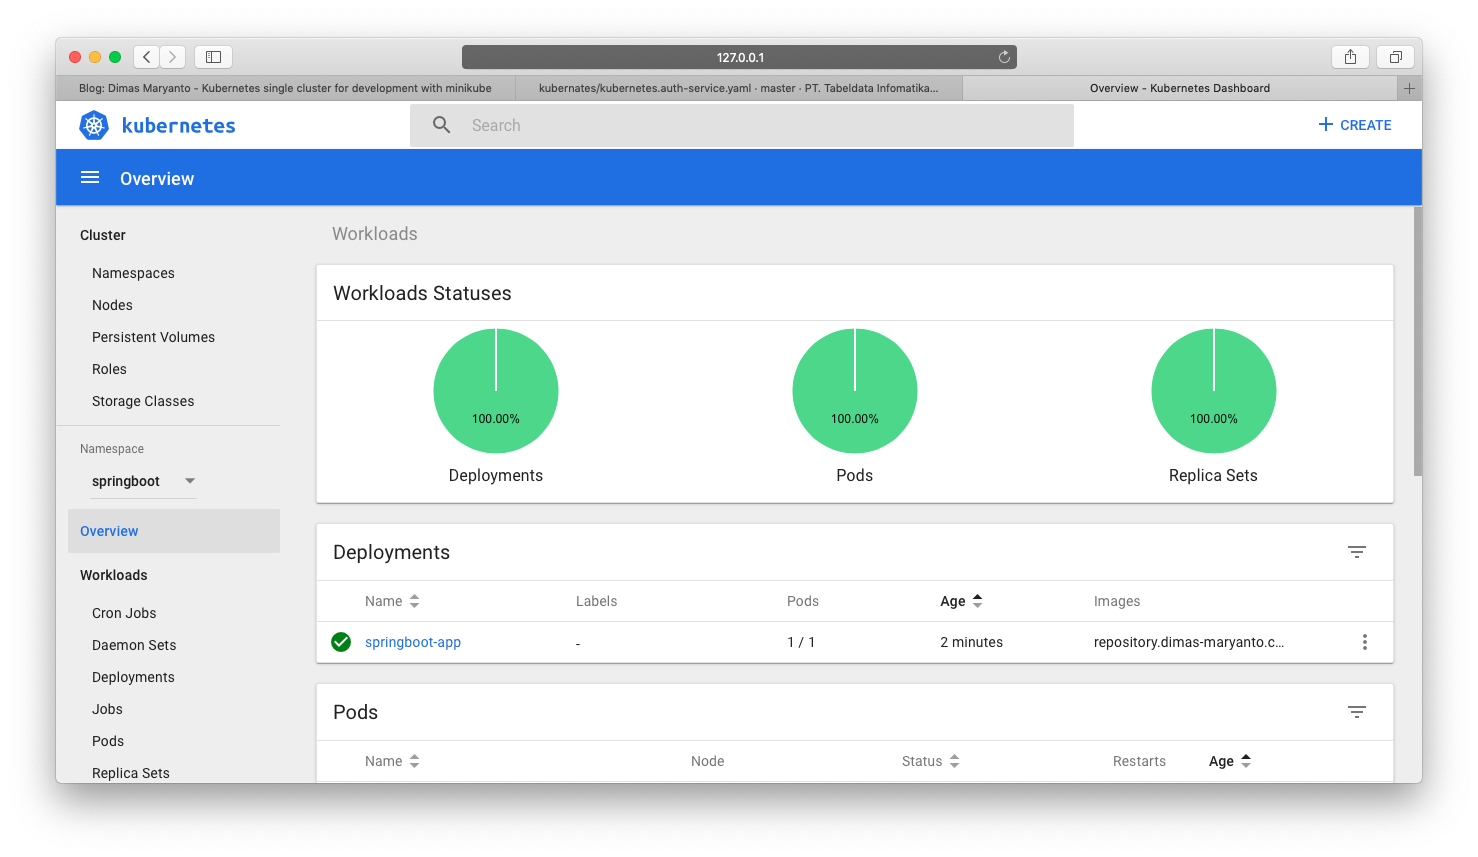 127.0.0.1
Blog: Dimas Maryanto - Kubernetes single cluster for development with minikube
kubernates/kubernetes.auth-service.yaml · master · PT. Tabeldata Infomatika...
Overview - Kubernetes Dashboard
kubernetes
Search
+ CREATE
Overview
Cluster
Namespaces
Nodes
Persistent Volumes
Roles
Storage Classes
Namespace
springboot
Overview
Workloads
Cron Jobs
Daemon Sets
Deployments
Jobs
Pods
Replica Sets
Workloads
Workloads Statuses
100.00% 100.00% 100.00%
Deployments Pods Replica Sets
Deployments
Name Labels Pods Age Images
springboot-app - 1 / 1 2 minutes repository.dimas-maryanto.c...
Pods
Name Node Status Restarts Age